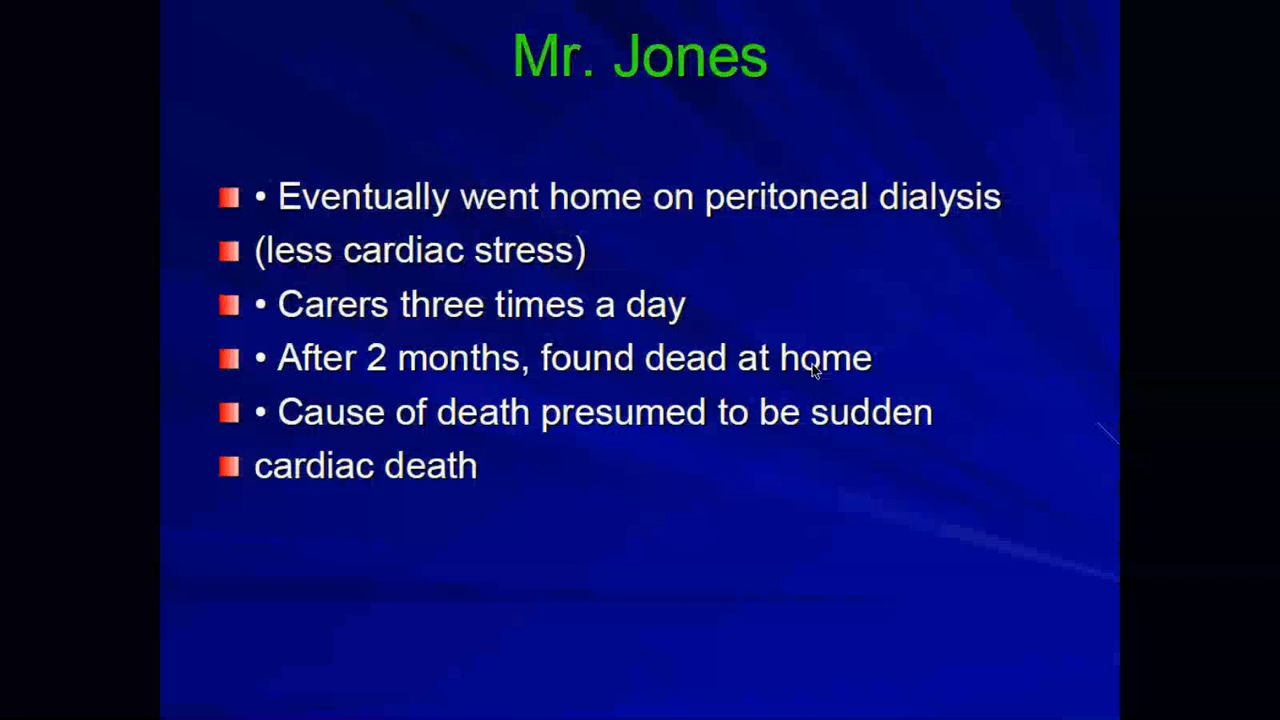 Mr. Jones
• Eventually went home on peritoneal dialysis
(less cardiac stress)
• Carers three times a day
• After 2 months, found dead at home
• Cause of death presumed to be sudden
cardiac death